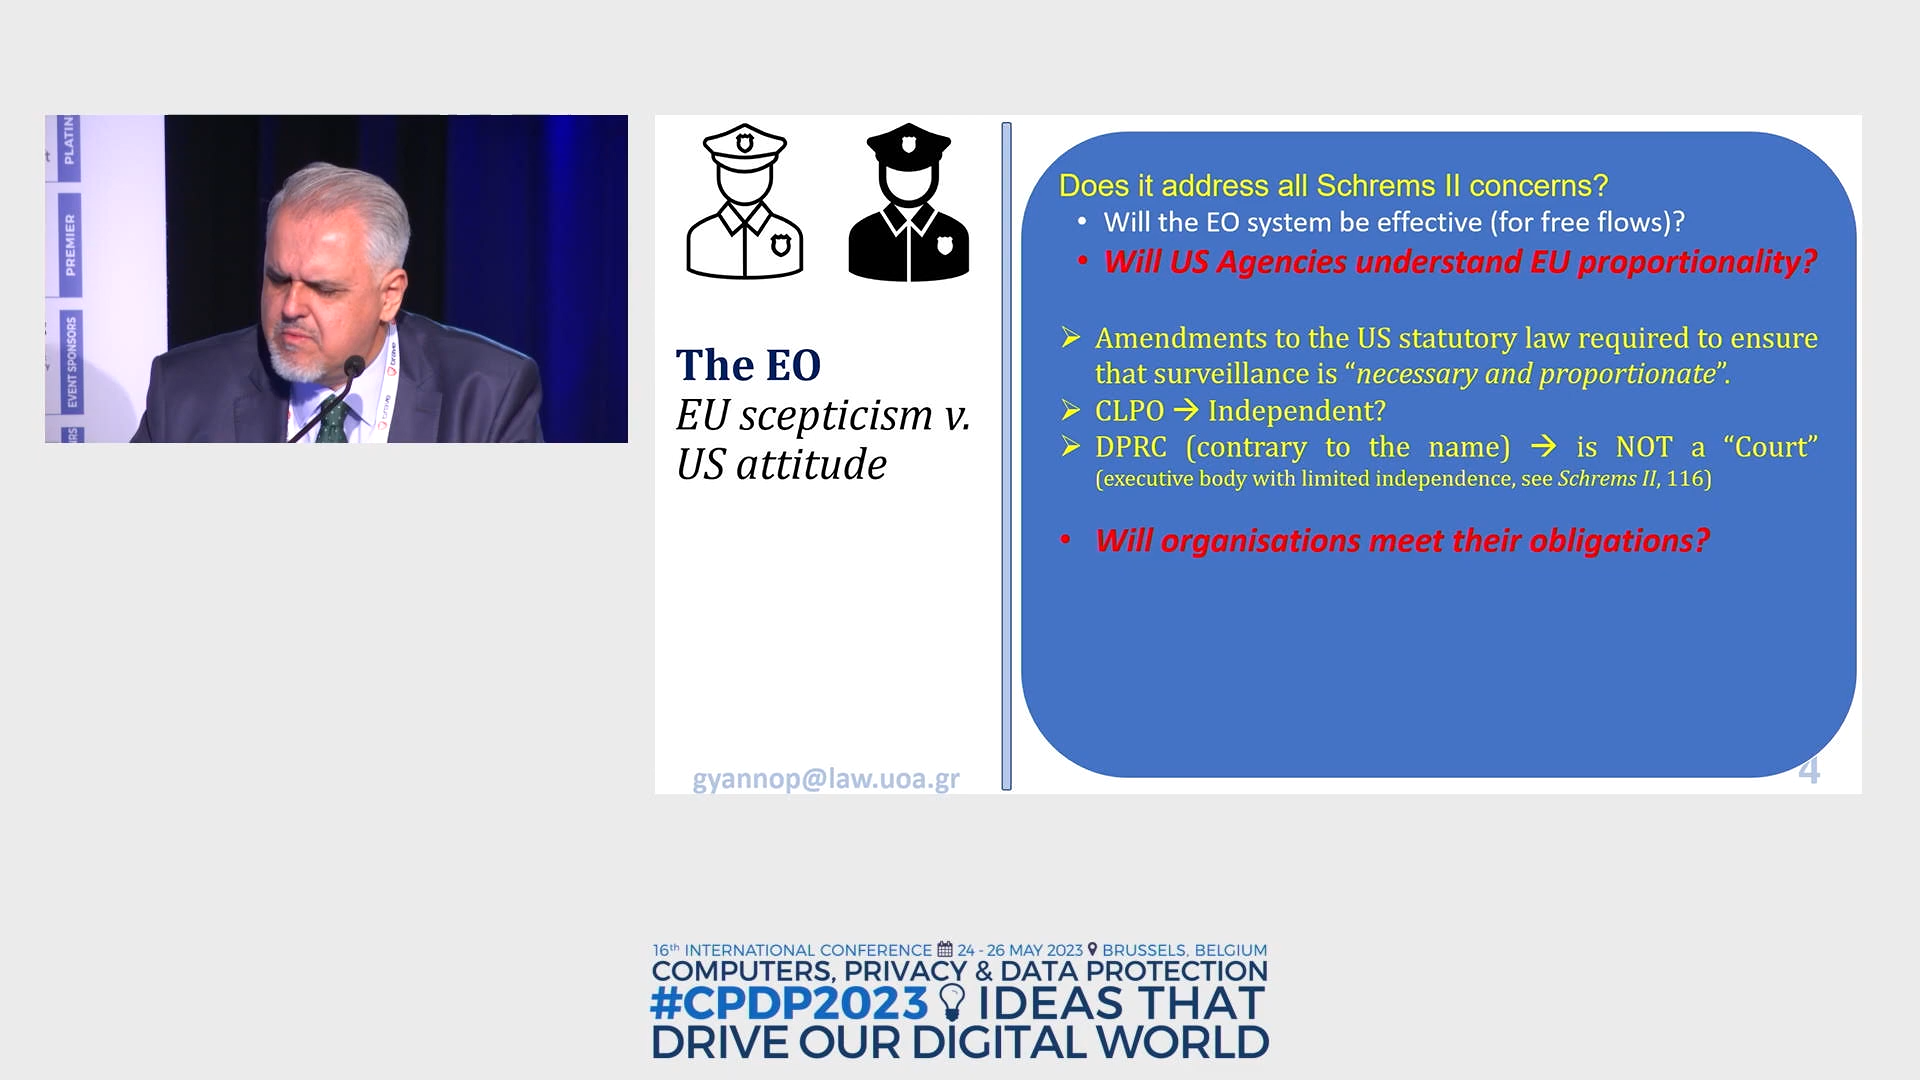 PLATIN
PREMIER
EVENT SPONSORS
RS
brave
The EO
EU scepticism v.
US attitude
gyannop@law.uoa.gr
Does it address all Schrems II concerns?
• Will the EO system be effective (for free flows)?
• Will US Agencies understand EU proportionality?
➢ Amendments to the US statutory law required to ensure
that surveillance is “necessary and proportionate”.
➢ CLPO → Independent?
➢ DPRC (contrary to the name) → is NOT a “Court”
(executive body with limited independence, see Schrems II, 116)
• Will organisations meet their obligations?
4
16th INTERNATIONAL CONFERENCE 24 - 26 MAY 2023 BRUSSELS, BELGIUM
COMPUTERS, PRIVACY & DATA PROTECTION
#CPDP2023 IDEAS THAT
DRIVE OUR DIGITAL WORLD